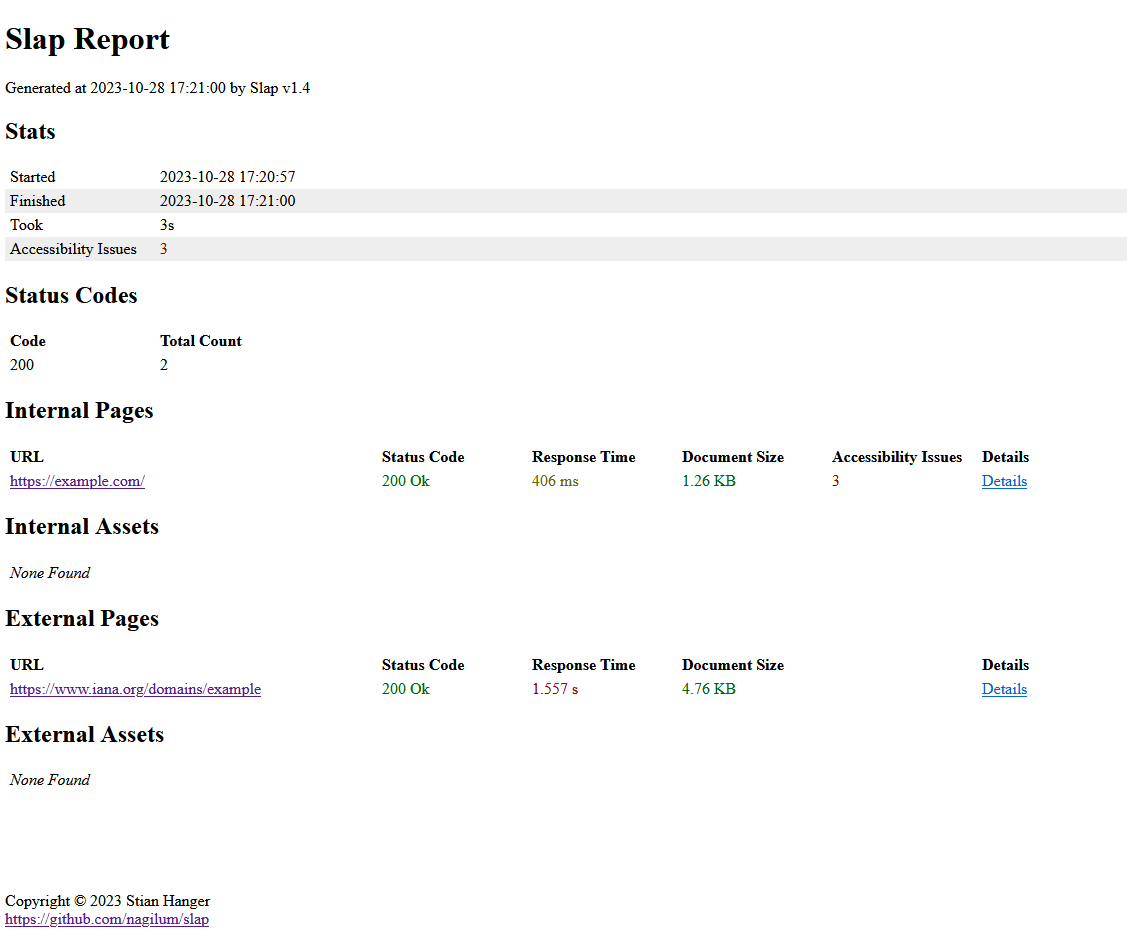 Slap Report
Generated at 2023-10-28 17:21:00 by Slap v1.4
Stats
Started 2023-10-28 17:20:57
Finished 2023-10-28 17:21:00
Took 3s
Accessibility Issues 3
Status Codes
Code Total Count
200 2
Internal Pages
URL Status Code Response Time Document Size Accessibility Issues Details
https://example.com/ 200 Ok 406 ms 1.26 KB 3 Details
Internal Assets
None Found
External Pages
URL Status Code Response Time Document Size Details
https://www.iana.org/domains/example 200 Ok 1.557 s 4.76 KB Details
External Assets
None Found
Copyright © 2023 Stian Hanger
https://github.com/nagilum/slap